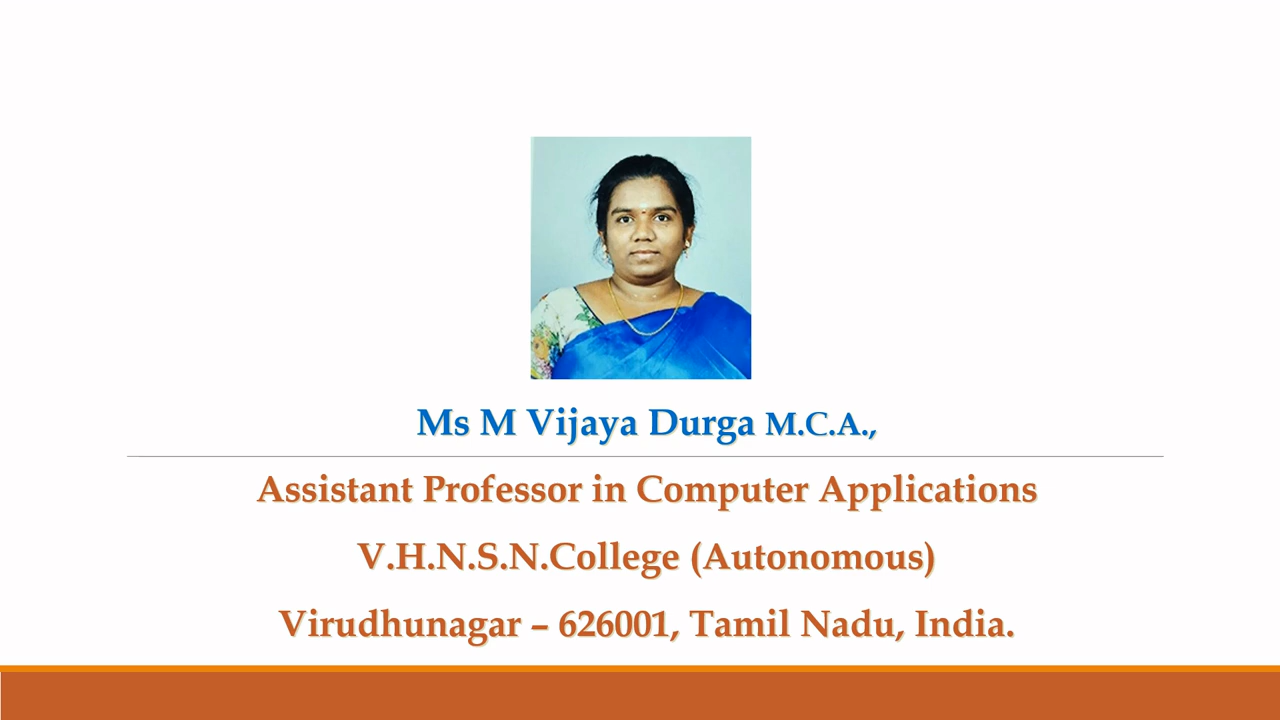 Ms M Vijaya Durga M.C.A.,
Assistant Professor in Computer Applications
V.H.N.S.N.College (Autonomous)
Virudhunagar – 626001, Tamil Nadu, India.